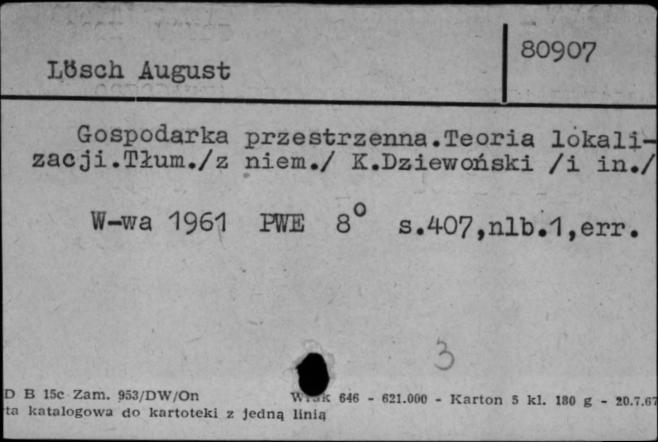 80907
Lösch August
Gospodarka przestrzenna.Teoria lokali-
zacji.Tłum./z niem./ K.Dziewoński /i in./
W-wa 1961 PWE 8° s.407,nlb.1,err.
3
D B 15c Zam. 953/DW/On 646 - 621.000 - Karton 5 kl. 180 g - 20.7.67
ta katalogowa do kartoteki z jedną linią